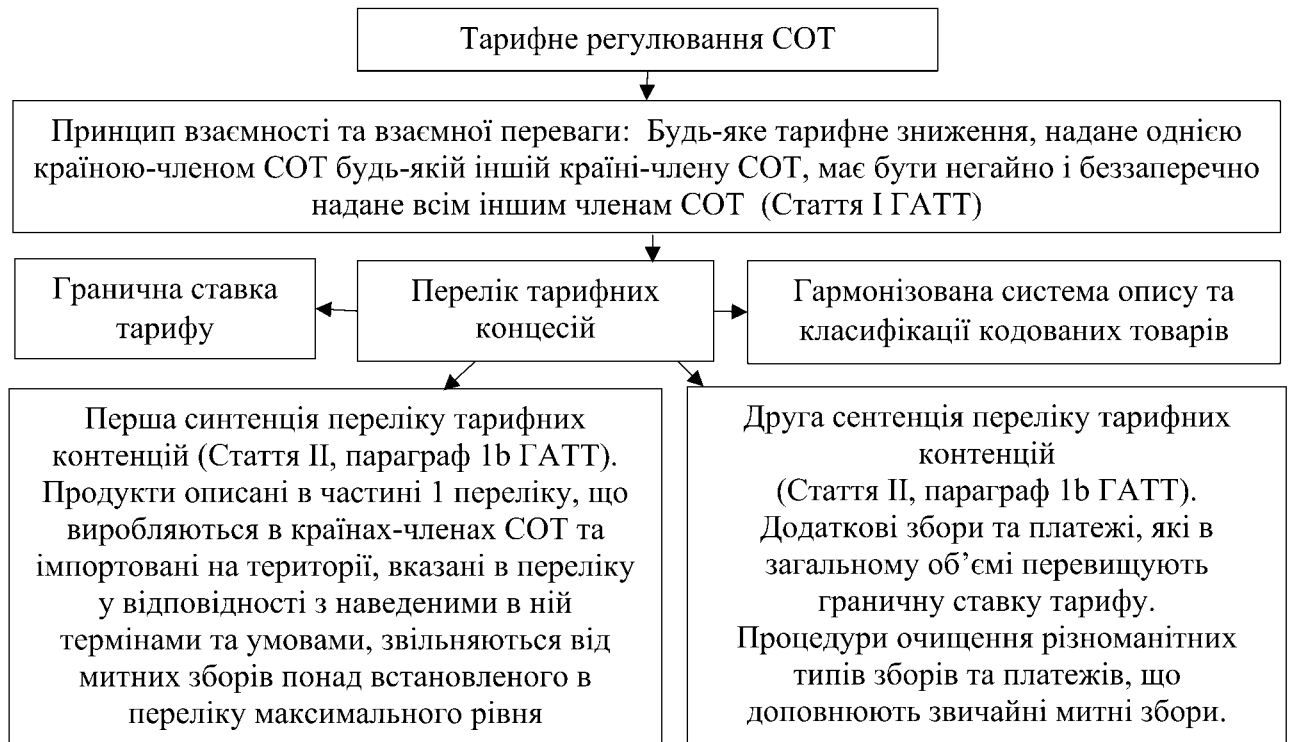 Тарифне регулювання СОТ
Принцип взаємності та взаємної переваги: Будь-яке тарифне зниження, надане однією
країною-членом СОТ будь-якій іншій країні-члену СОТ, має бути негайно і беззаперечно
надане всім іншим членам СОТ (Стаття I ГАТТ)
Гранична ставка
тарифу
Перелік тарифних
концесій
Гармонізована система опису та
класифікації кодованих товарів
Перша синтенція переліку тарифних
контенцій (Стаття II, параграф 1b ГАТТ).
Продукти описані в частині 1 переліку, що
виробляються в країнах-членах СОТ та
імпортовані на території, вказані в переліку
у відповідності з наведеними в ній
термінами та умовами, звільняються від
митних зборів понад встановленого в
переліку максимального рівня
Друга сентенція переліку тарифних
контенцій
(Стаття II, параграф 1b ГАТТ).
Додаткові збори та платежі, які в
загальному об’ємі перевищують
граничну ставку тарифу.
Процедури очищення різноманітних
типів зборів та платежів, що
доповнюють звичайні митні збори.